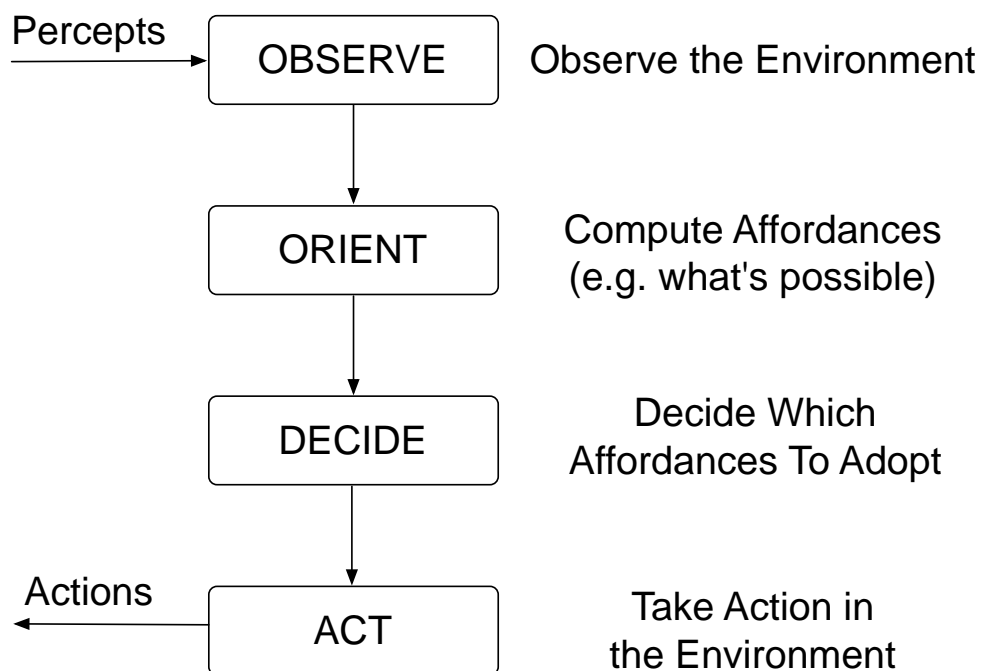 Percepts
OBSERVE
Observe the Environment
ORIENT
Compute Affordances
(e.g. what's possible)
DECIDE
Decide Which
Affordances To Adopt
Actions
ACT
Take Action in
the Environment